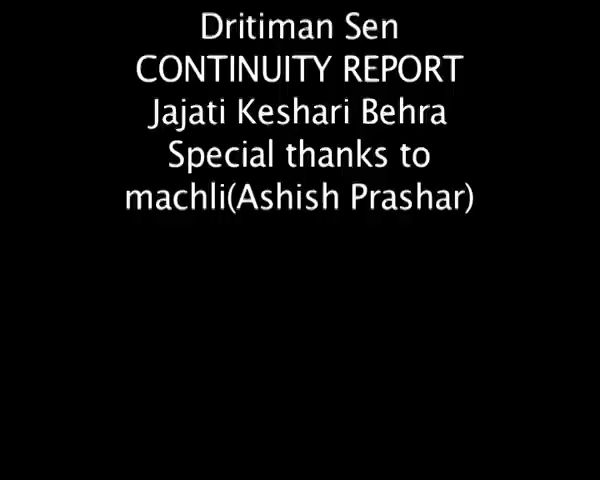 Dritiman Sen
CONTINUITY REPORT
Jajati Keshari Behra
Special thanks to
machli(Ashish Prashar)